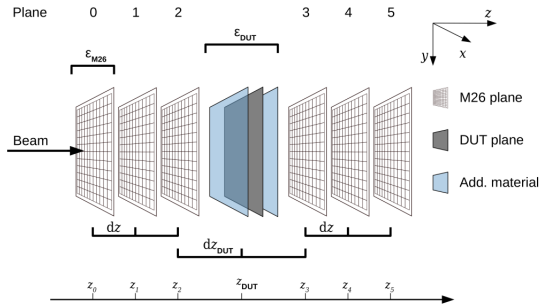 Plane 0 1 2 3 4 5
z
x
y
ε_DUT
ε_M26
M26 plane
Beam
DUT plane
Add. material
dz dz
dz_DUT
z_0 z_1 z_2 z_DUT z_3 z_4 z_5